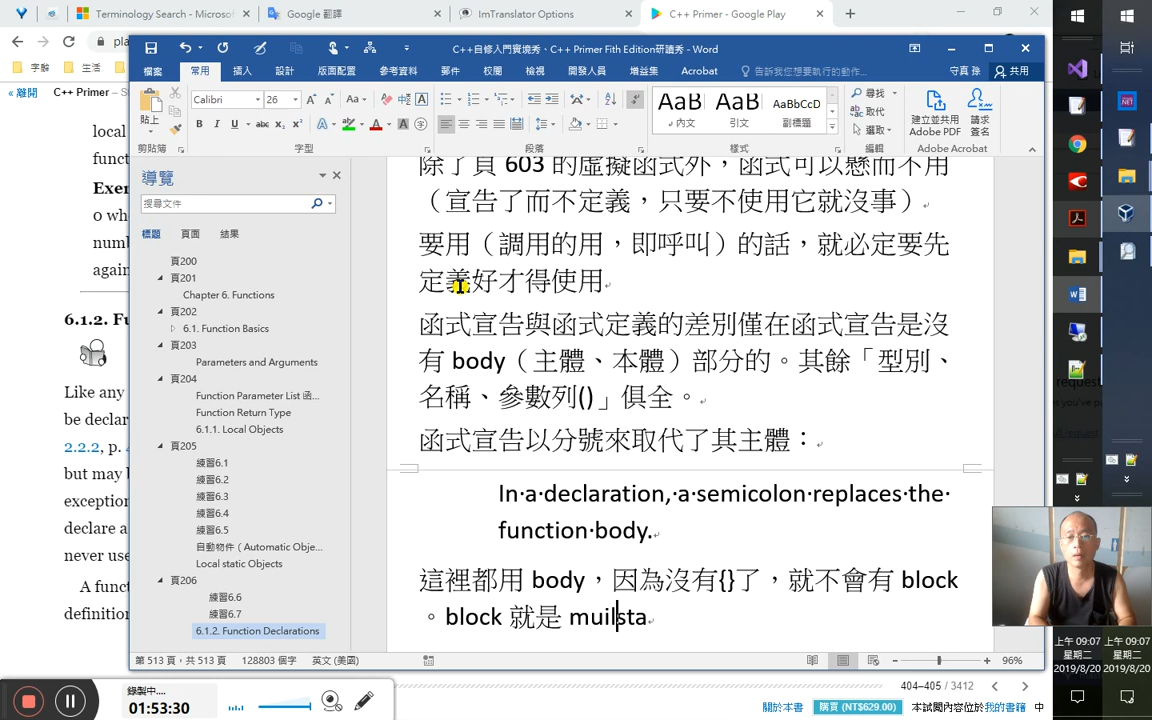 Terminology Search - Microsof
Google 翻譯
ImTranslator Options
C++ Primer - Google Play
C++自修入門實境秀、C++ Primer Fith Edition研讀秀 - Word
檔案
常用
插入
設計
版面配置
參考資料
郵件
校閱
檢視
開發人員
增益集
Acrobat
告訴我您想要執行的動作...
守真 孫
共用
字辭
生活
« 離開
C++ Primer
貼上
剪貼簿
Calibri
26
字型
段落
AaBb AaBb AaBbCcD
內文
引文
副標題
樣式
尋找
取代
選取
編輯
建立並共用
Adobe PDF
請求
簽名
Adobe Acrobat
導覽
搜尋文件
標題
頁面
結果
頁200
頁201
Chapter 6. Functions
頁202
6.1. Function Basics
頁203
Parameters and Arguments
頁204
Function Parameter List 函...
Function Return Type
6.1.1. Local Objects
頁205
練習6.1
練習6.2
練習6.3
練習6.4
練習6.5
自動物件（Automatic Obje...
Local static Objects
頁206
練習6.6
練習6.7
6.1.2. Function Declarations
local
funct
Exer
o wh
numb
again
6.1.2. Fu
Like any
be declar
2.2.2, p.
but may b
exception
declare a
never use
A funct
definition
除了頁 603 的虛擬函式外，函式可以懸而不用
（宣告了而不定義，只要不使用它就沒事）。
要用（調用的用，即呼叫）的話，就必定要先
定義好才得使用。
函式宣告與函式定義的差別僅在函式宣告是沒
有 body（主體、本體）部分的。其餘「型別、
名稱、參數列()」俱全。
函式宣告以分號來取代了其主體：
In a declaration, a semicolon replaces the
function body.
這裡都用 body，因為沒有{}了，就不會有 block
。block 就是 muilsta
第 513 頁，共 513 頁
128803 個字
英文 (美國)
96%
錄製中....
01:53:30
404–405 / 3412
關於本書
購買 (NT$629.00)
本試閱內容位於我的書籍
中
上午 09:07
星期二
2019/8/20
上午 09:07
星期二
2019/8/20